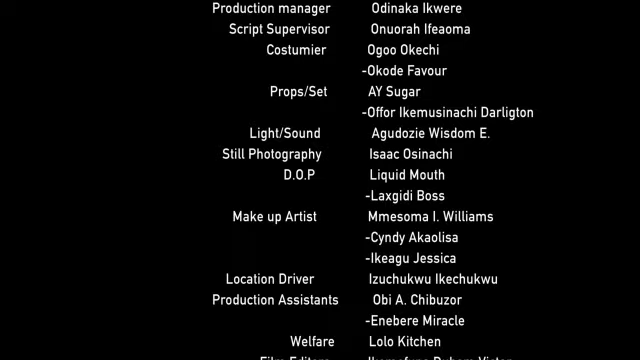 Production manager Odinaka Ikwere
Script Supervisor Onuorah Ifeaoma
Costumier Ogoo Okechi
-Okode Favour
Props/Set AY Sugar
-Offor Ikemusinachi Darligton
Light/Sound Agudozie Wisdom E.
Still Photography Isaac Osinachi
D.O.P Liquid Mouth
-Laxgidi Boss
Make up Artist Mmesoma I. Williams
-Cyndy Akaolisa
-Ikeagu Jessica
Location Driver Izuchukwu Ikechukwu
Production Assistants Obi A. Chibuzor
-Enebere Miracle
Welfare Lolo Kitchen
Film Editors